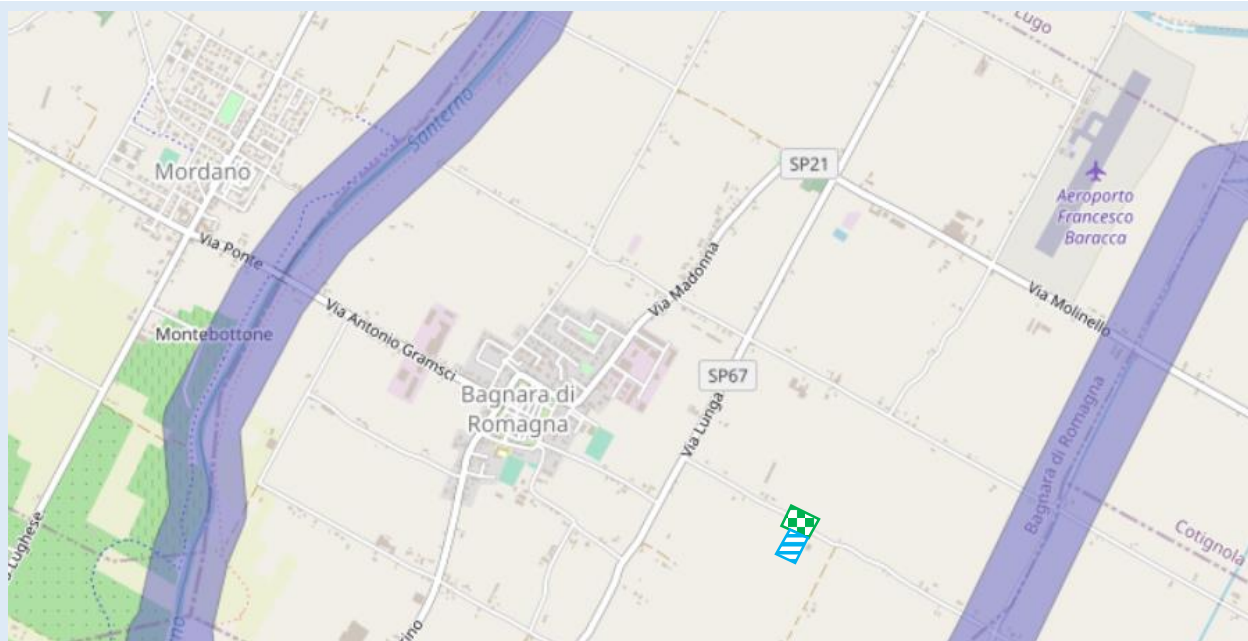 Lugo
Santerno
SP21
Mordano
Aeroporto
Francesco
Baracca
Via Ponte
Via Madonna
Via Molinello
Via Antonio Gramsci
Montebottone
SP67
Bagnara di
Romagna
Via Lunga
Bagnara di Romagna
Lughese
Cotignola